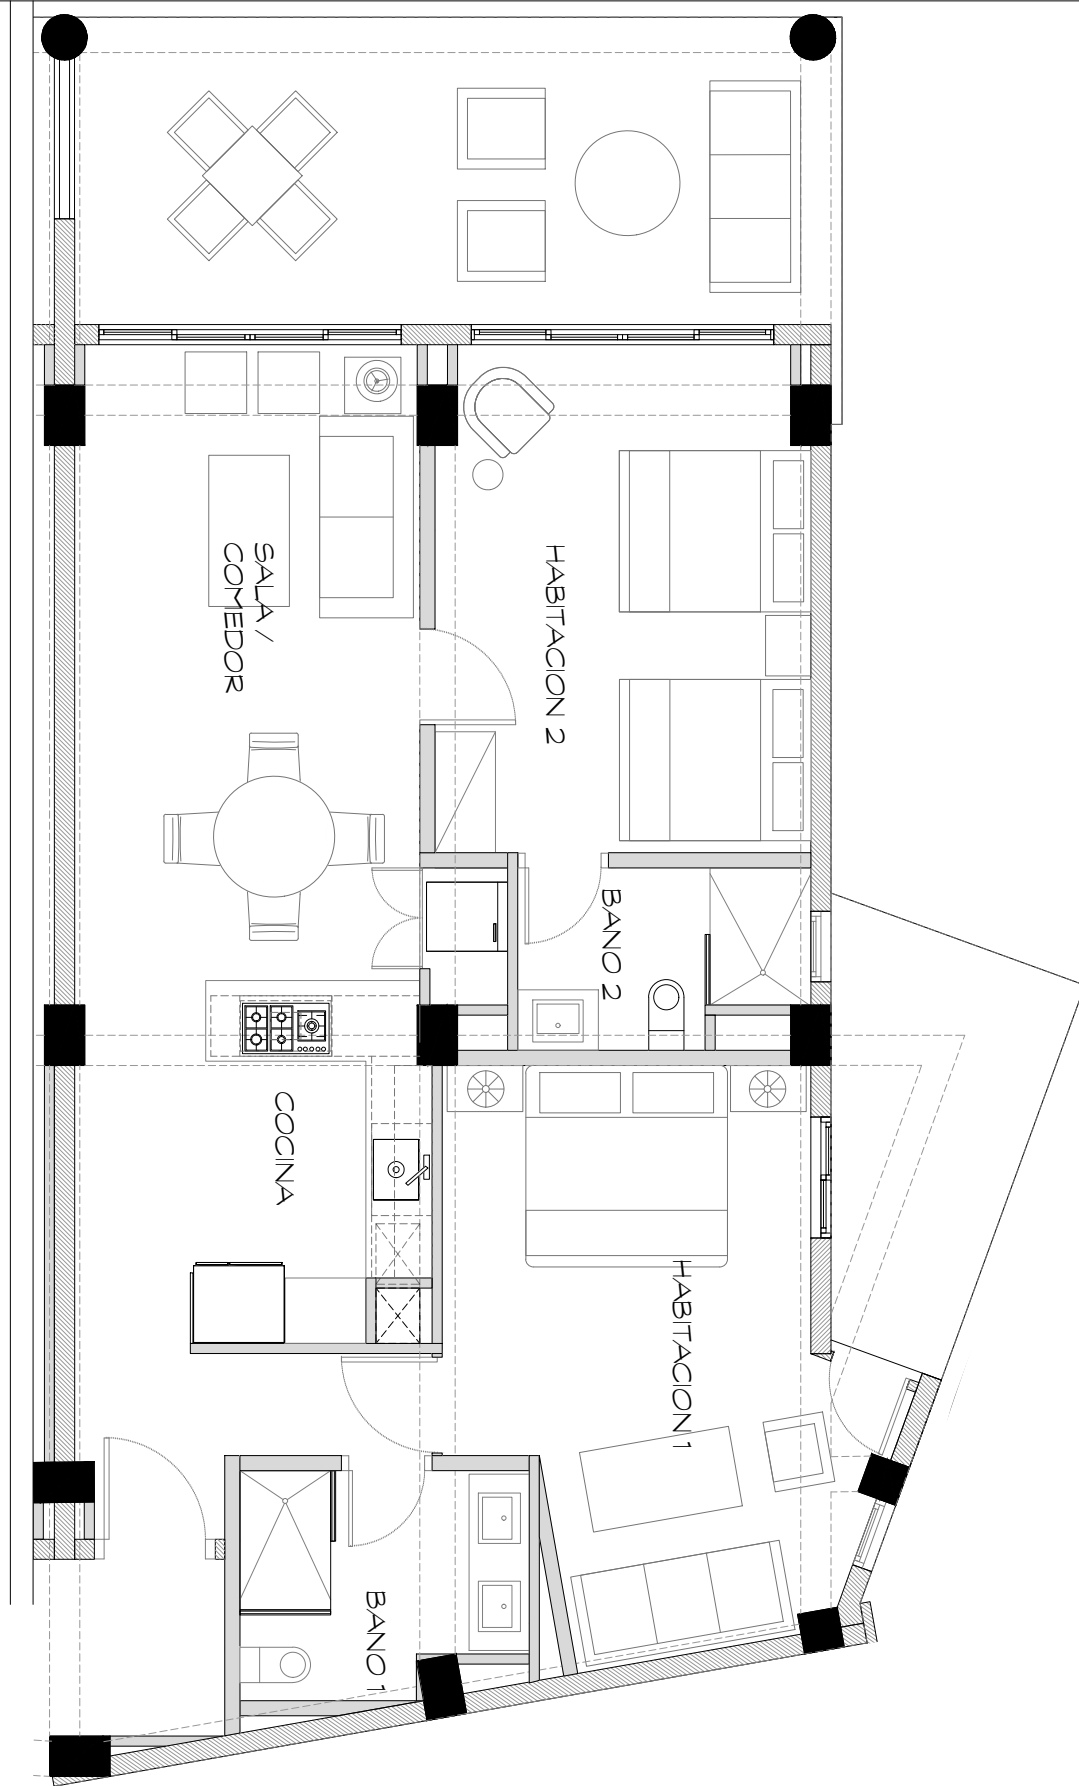 SALA /
COMEDOR
HABITACION 2
BANO 2
COCINA
HABITACION 1
BANO 1